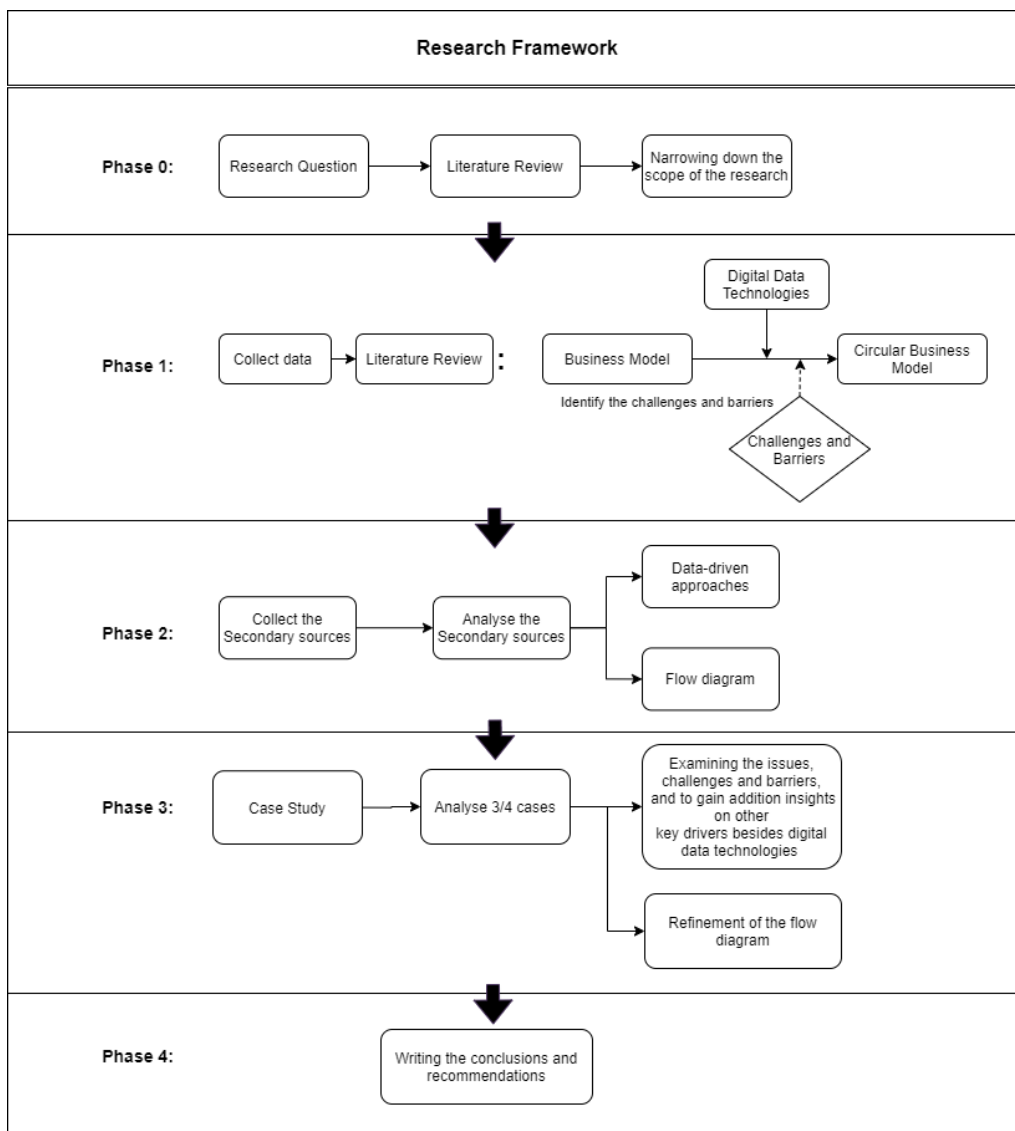 Research Framework
Phase 0:
Research Question
Literature Review
Narrowing down the
scope of the research
Phase 1:
Collect data
Literature Review
:
Business Model
Digital Data
Technologies
Circular Business
Model
Identify the challenges and barriers
Challenges and
Barriers
Phase 2:
Collect the
Secondary sources
Analyse the
Secondary sources
Data-driven
approaches
Flow diagram
Phase 3:
Case Study
Analyse 3/4 cases
Examining the issues,
challenges and barriers,
and to gain addition insights
on other
key drivers besides digital
data technologies
Refinement of the flow
diagram
Phase 4:
Writing the conclusions and
recommendations